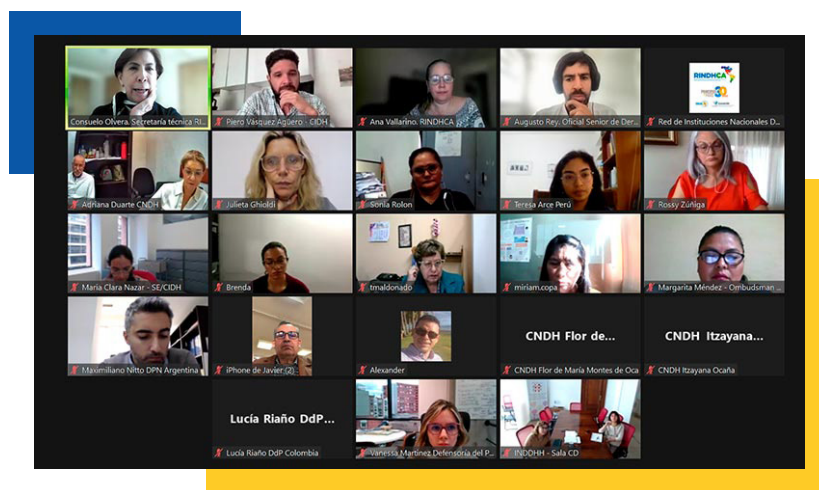 Consuelo Olvera. Secretaría técnica RI...
Piero Vásquez Agüero - CIDH
Ana Vallarino. RINDHCA
Augusto Rey. Oficial Senior de Der...
RINDHCA
30
Red de Instituciones Nacionales D...
Adriana Duarte CNDH
Julieta Ghioldi
Sonia Rolon
Teresa Arce Perú
Rossy Zúñiga
Maria Clara Nazar - SE/CIDH
Brenda
tmaldonado
miriam.copa
Margarita Méndez - Ombudsman ...
Maximiliano Nitto DPN Argentina
iPhone de Javier (2)
Alexander
CNDH Flor de...
CNDH Flor de María Montes de Oca
CNDH Itzayana...
CNDH Itzayana Ocaña
Lucía Riaño DdP...
Lucía Riaño DdP Colombia
Vanessa Martinez Defensoría del P...
INDDHH - Sala CD